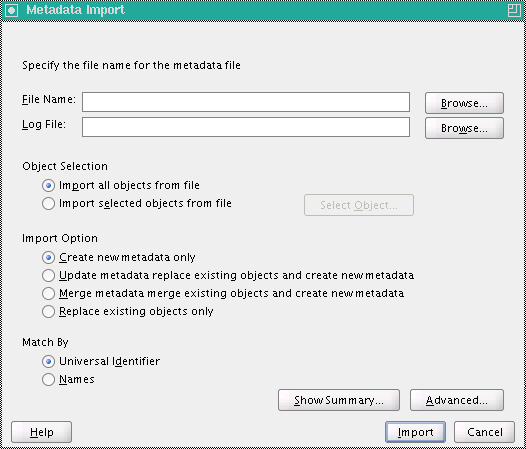 Metadata Import
Specify the file name for the metadata file
File Name:
Browse...
Log File:
Browse...
Object Selection
Import all objects from file
Import selected objects from file
Select Object...
Import Option
Create new metadata only
Update metadata replace existing objects and create new metadata
Merge metadata merge existing objects and create new metadata
Replace existing objects only
Match By
Universal Identifier
Names
Show Summary...
Advanced...
Help
Import
Cancel